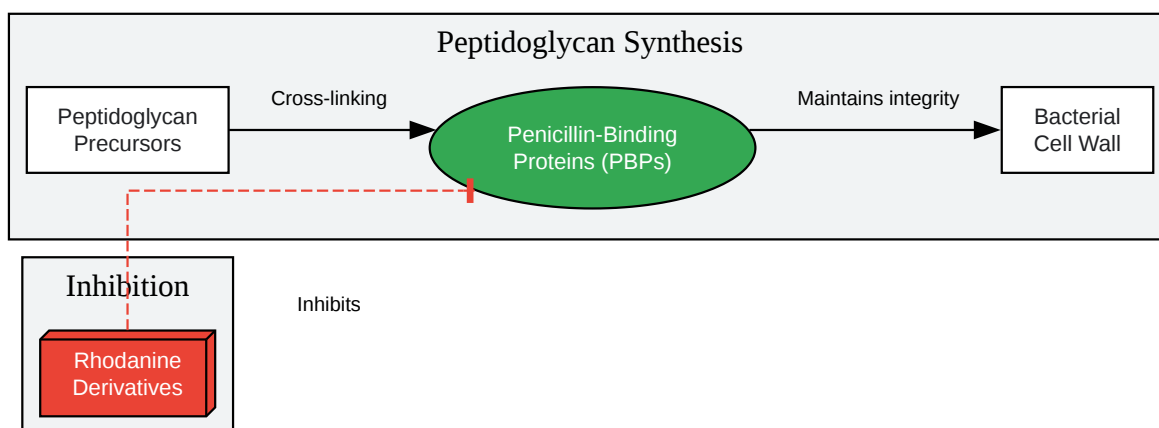 Peptidoglycan Synthesis
Cross-linking
Maintains integrity
Peptidoglycan
Precursors
Penicillin-Binding
Proteins (PBPs)
Bacterial
Cell Wall
Inhibition
Inhibits
Rhodanine
Derivatives